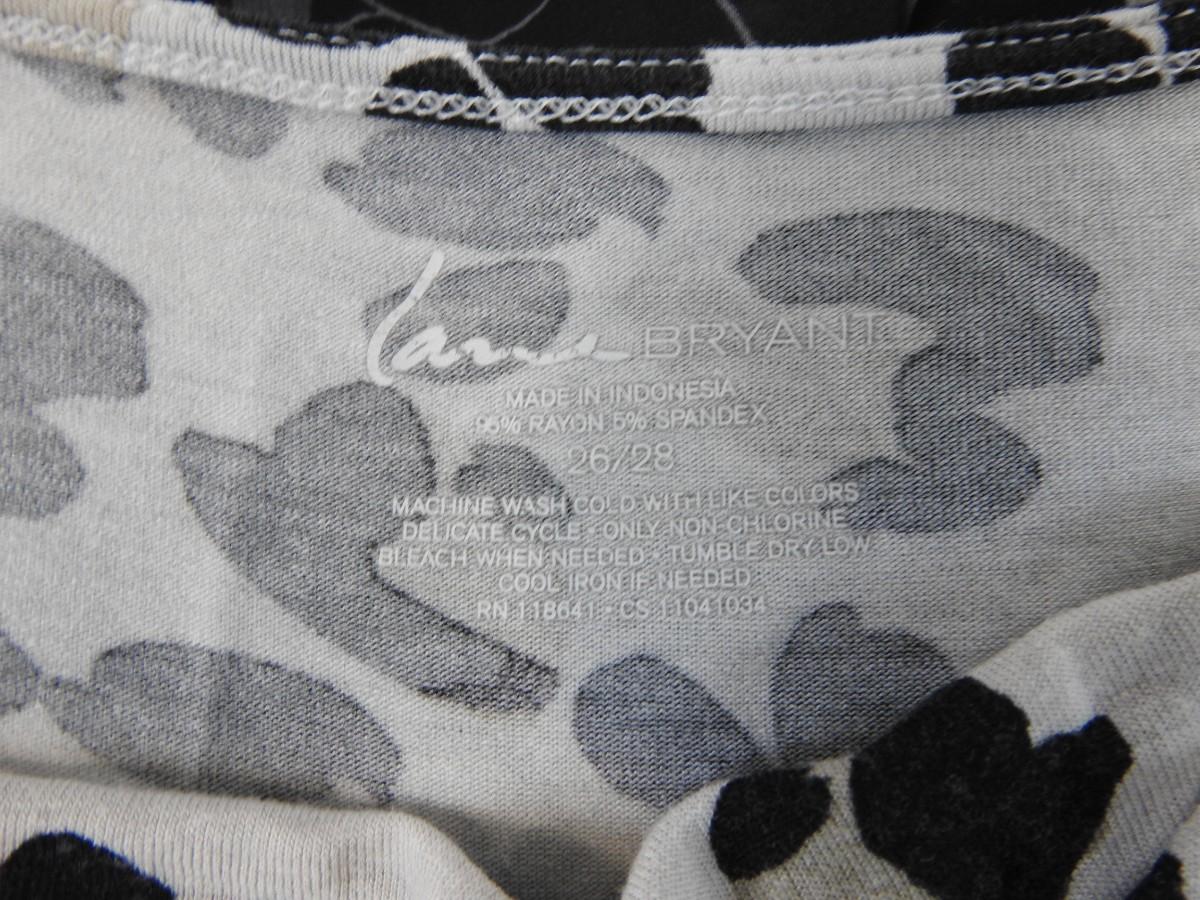 Lane BRYANT
MADE IN INDONESIA
95% RAYON 5% SPANDEX
26/28
MACHINE WASH COLD WITH LIKE COLORS
DELICATE CYCLE • ONLY NON-CHLORINE
BLEACH WHEN NEEDED • TUMBLE DRY LOW
COOL IRON IF NEEDED
RN 118641 • CS 11041034